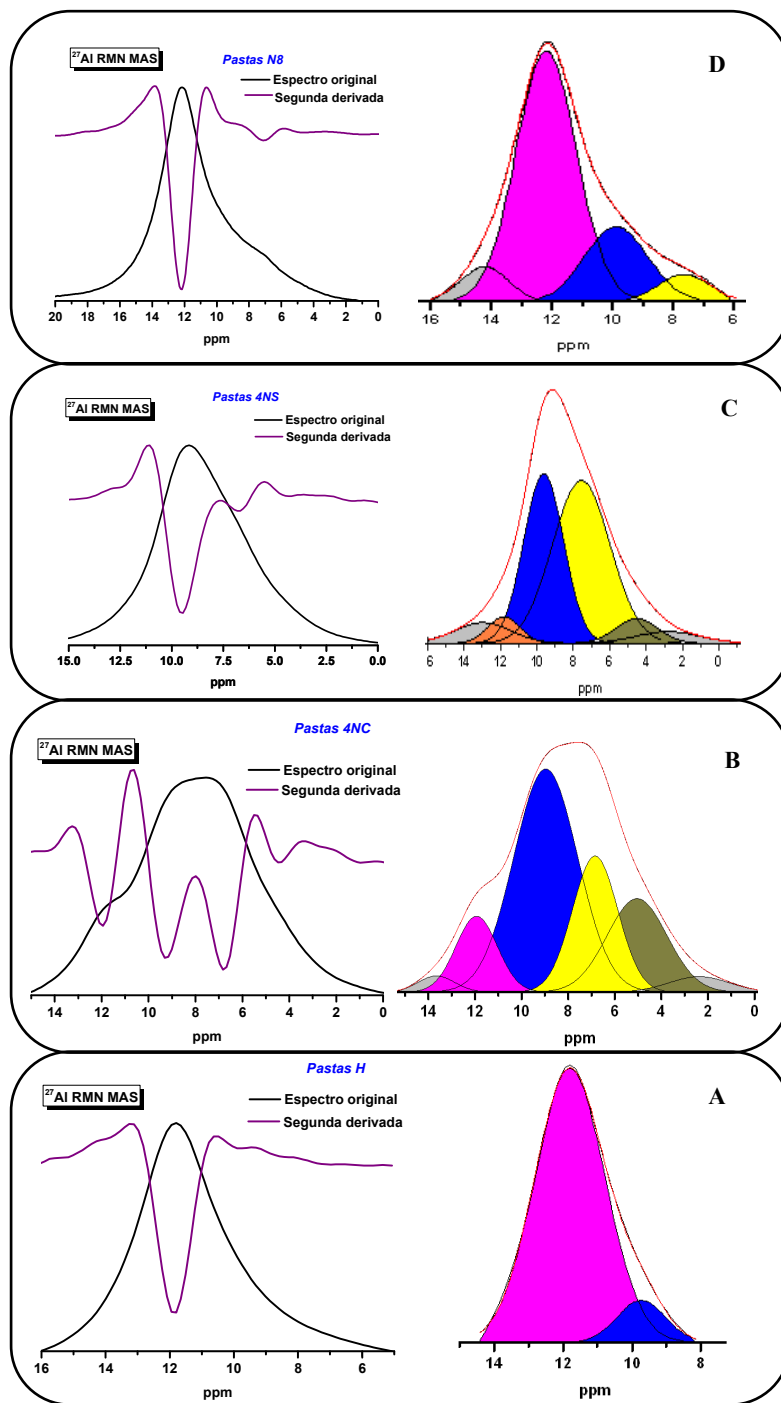 27Al RMN MAS
Pastas N8
Espectro original
Segunda derivada
D
20 18 16 14 12 10 8 6 4 2 0
ppm
16 14 12 10 8 6
ppm
27Al RMN MAS
Pastas 4NS
Espectro original
Segunda derivada
C
15.0 12.5 10.0 7.5 5.0 2.5 0.0
ppm
6 14 12 10 8 6 4 2 0
ppm
27Al RMN MAS
Pastas 4NC
Espectro original
Segunda derivada
B
14 12 10 8 6 4 2 0
ppm
14 12 10 8 6 4 2 0
ppm
27Al RMN MAS
Pastas H
Espectro original
Segunda derivada
A
16 14 12 10 8 6
ppm
14 12 10 8
ppm